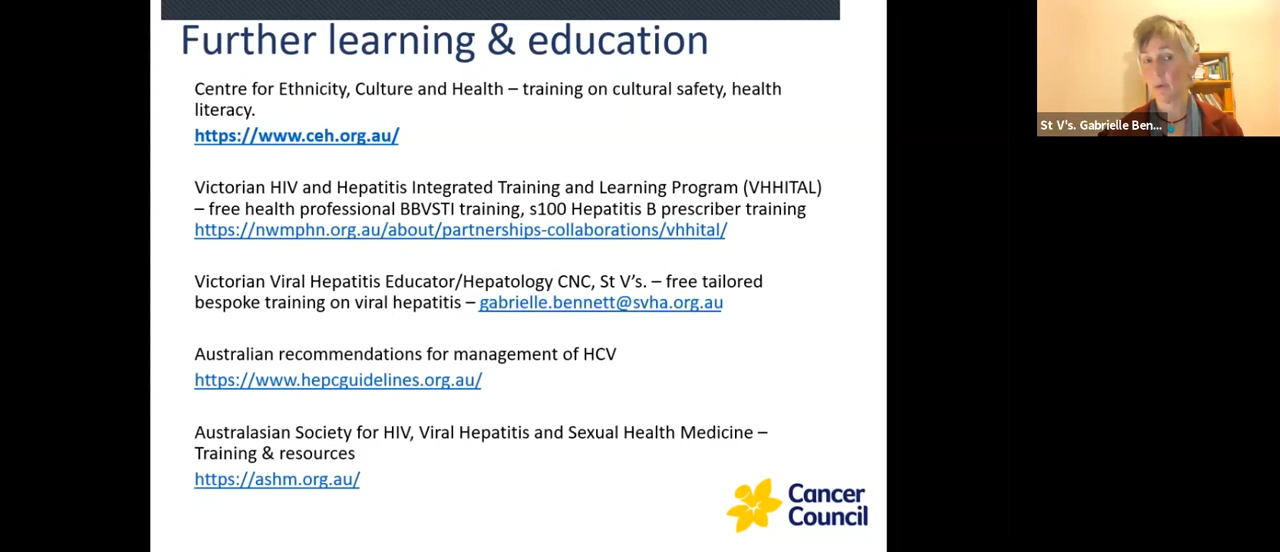 Further learning & education
Centre for Ethnicity, Culture and Health – training on cultural safety, health
literacy.
https://www.ceh.org.au/
Victorian HIV and Hepatitis Integrated Training and Learning Program (VHHITAL)
– free health professional BBVSTI training, s100 Hepatitis B prescriber training
https://nwmphn.org.au/about/partnerships-collaborations/vhhital/
Victorian Viral Hepatitis Educator/Hepatology CNC, St V's. – free tailored
bespoke training on viral hepatitis – gabrielle.bennett@svha.org.au
Australian recommendations for management of HCV
https://www.hepcguidelines.org.au/
Australasian Society for HIV, Viral Hepatitis and Sexual Health Medicine –
Training & resources
https://ashm.org.au/
Cancer
Council
St V's. Gabrielle Ben...